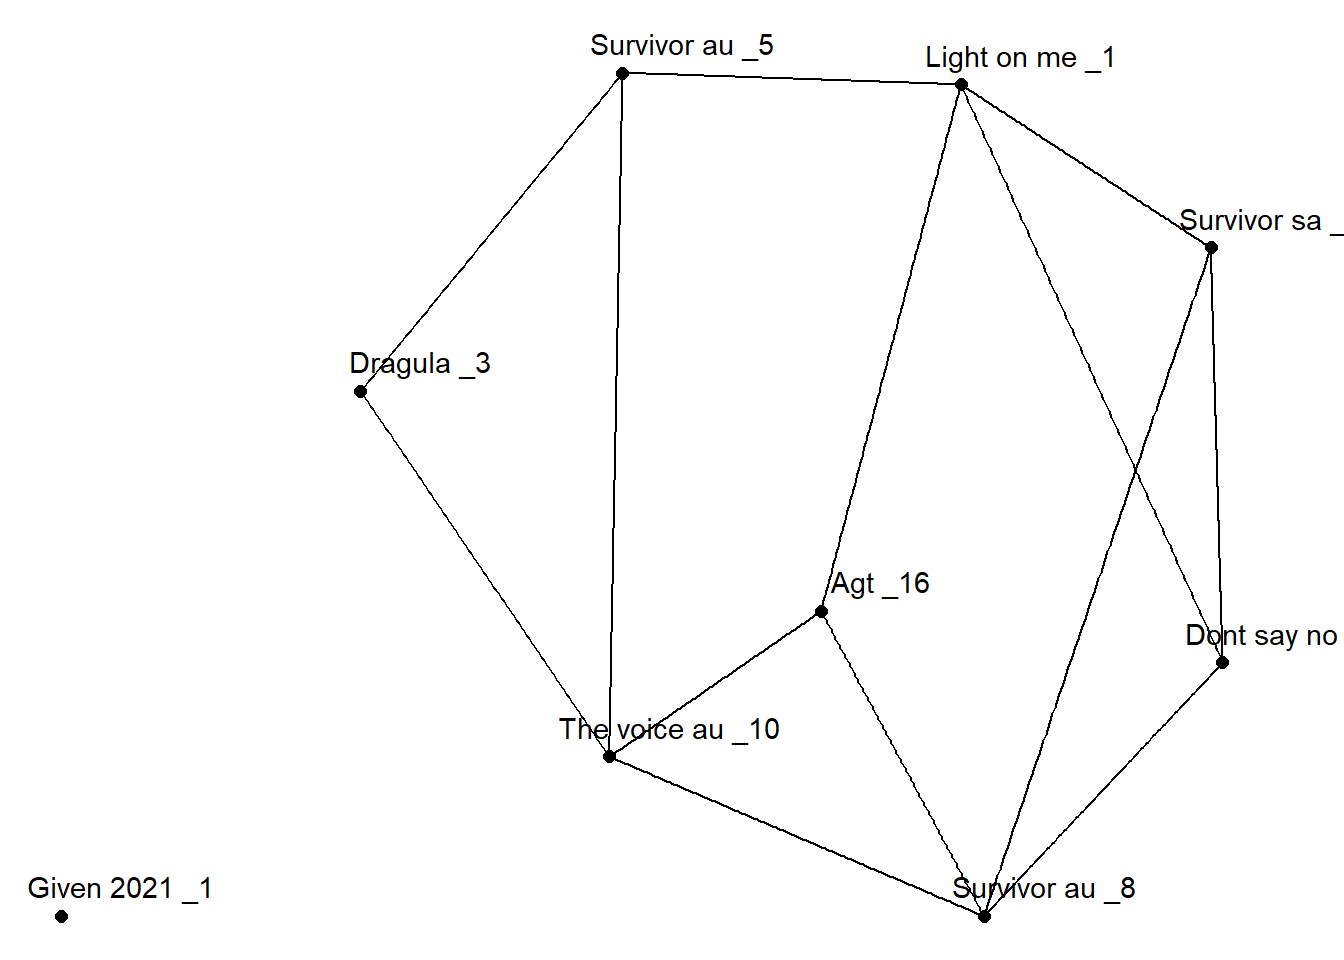 Survivor au _5
Light on me _1
Survivor sa _
Dragula _3
Agt _16
Dont say no
The voice au _10
Given 2021 _1
Survivor au _8